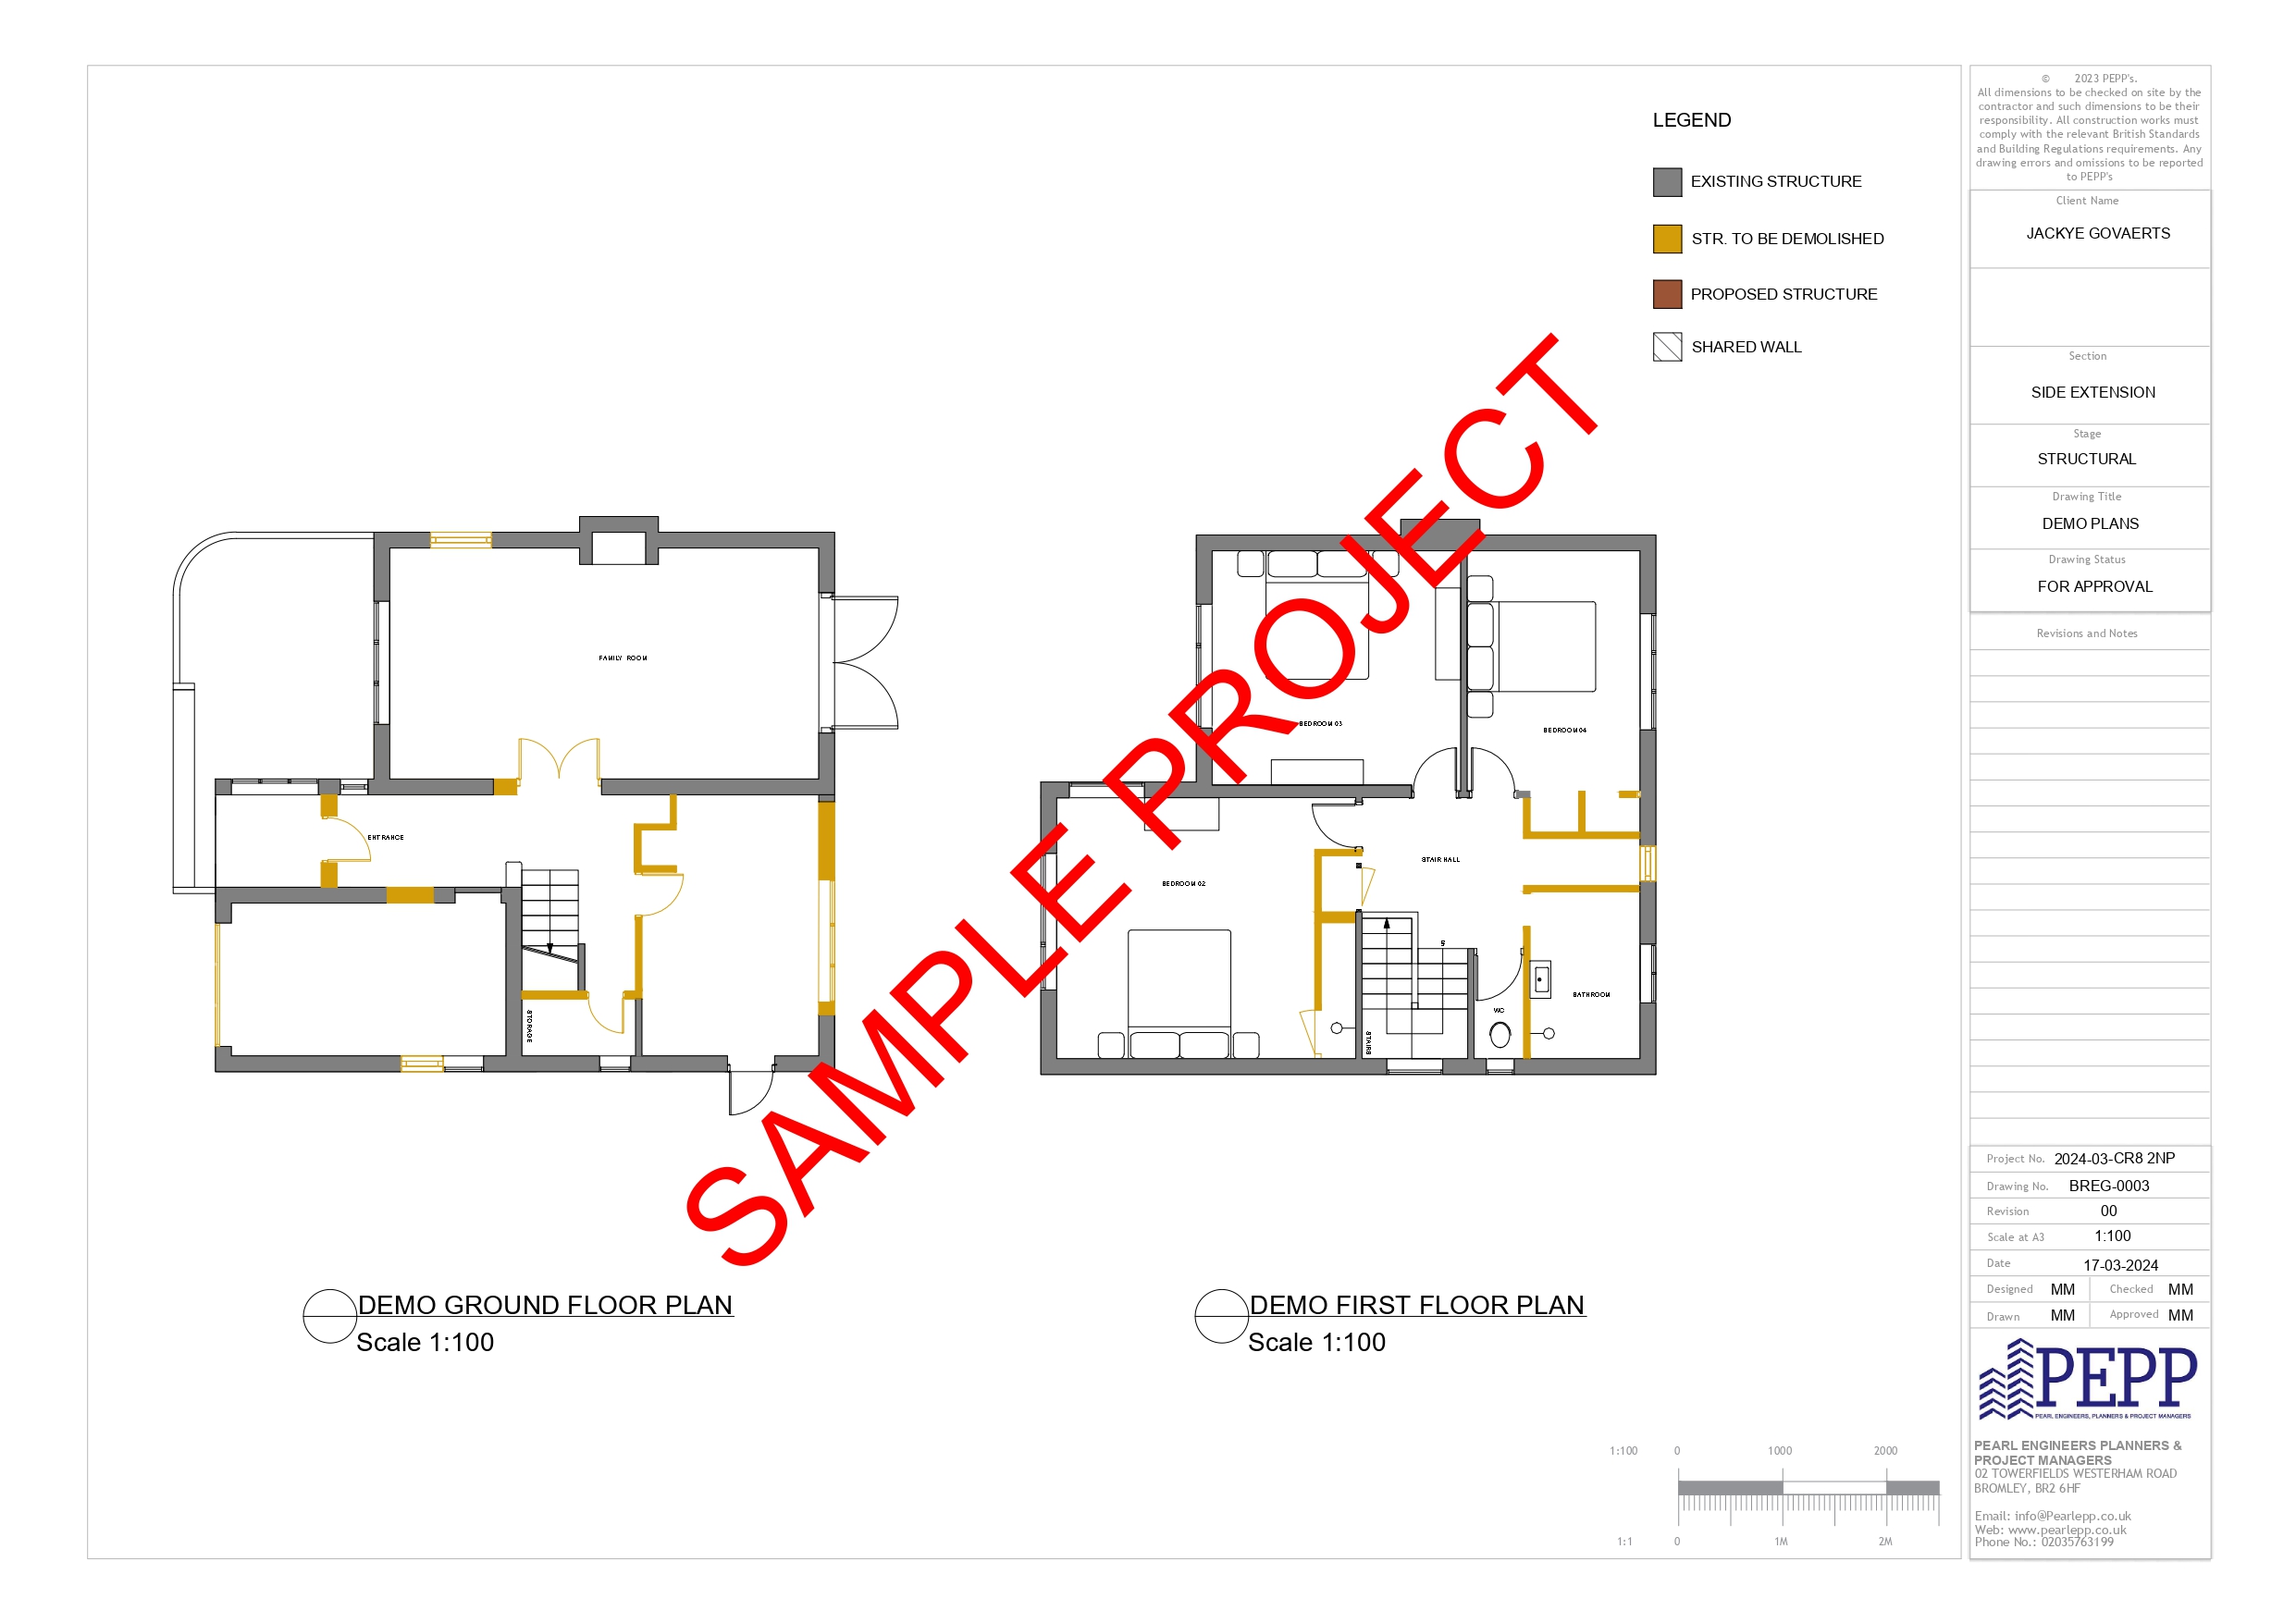 LEGEND
EXISTING STRUCTURE
STR. TO BE DEMOLISHED
PROPOSED STRUCTURE
SHARED WALL
FAMILY ROOM
ENTRANCE
STORAGE
BEDROOM 03
BEDROOM 04
BEDROOM 02
STAIR HALL
BATHROOM
WC
STAIRS
SAMPLE PROJECT
DEMO GROUND FLOOR PLAN
Scale 1:100
DEMO FIRST FLOOR PLAN
Scale 1:100
1:100 0 1000 2000
1:1 0 1M 2M
© 2023 PEPP's.
All dimensions to be checked on site by the
contractor and such dimensions to be their
responsibility. All construction works must
comply with the relevant British Standards
and Building Regulations requirements. Any
drawing errors and omissions to be reported
to PEPP's
Client Name
JACKYE GOVAERTS
Section
SIDE EXTENSION
Stage
STRUCTURAL
Drawing Title
DEMO PLANS
Drawing Status
FOR APPROVAL
Revisions and Notes
Project No. 2024-03-CR8 2NP
Drawing No. BREG-0003
Revision 00
Scale at A3 1:100
Date 17-03-2024
Designed MM Checked MM
Drawn MM Approved MM
PEPP
PEARL ENGINEERS, PLANNERS & PROJECT MANAGERS
PEARL ENGINEERS PLANNERS &
PROJECT MANAGERS
02 TOWERFIELDS WESTERHAM ROAD
BROMLEY, BR2 6HF
Email: info@Pearlepp.co.uk
Web: www.pearlepp.co.uk
Phone No.: 02035763199